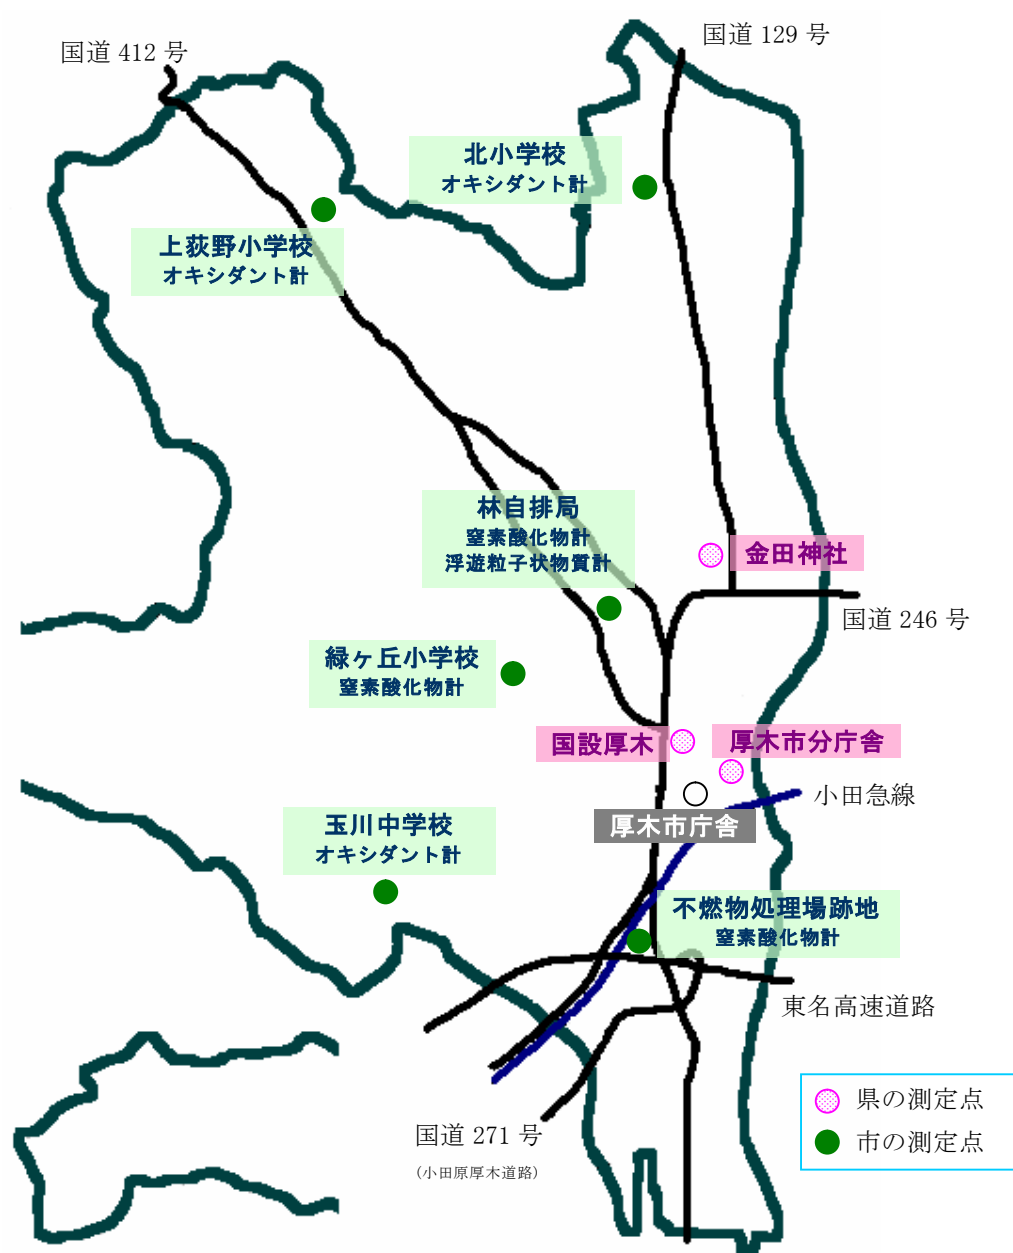 国道 129 号
国道 412 号
北小学校
オキシダント計
上荻野小学校
オキシダント計
林自排局
窒素酸化物計
浮遊粒子状物質計
金田神社
国道 246 号
緑ヶ丘小学校
窒素酸化物計
国設厚木
厚木市分庁舎
小田急線
厚木市庁舎
玉川中学校
オキシダント計
不燃物処理場跡地
窒素酸化物計
東名高速道路
県の測定点
市の測定点
国道 271 号
(小田原厚木道路)